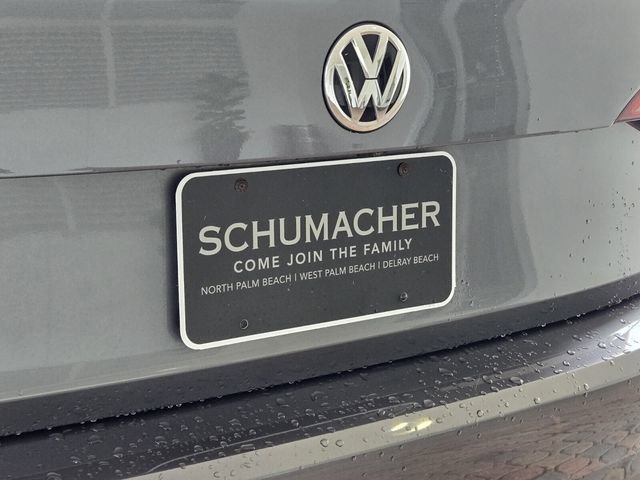 SCHUMACHER
COME JOIN THE FAMILY
NORTH PALM BEACH | WEST PALM BEACH | DELRAY BEACH